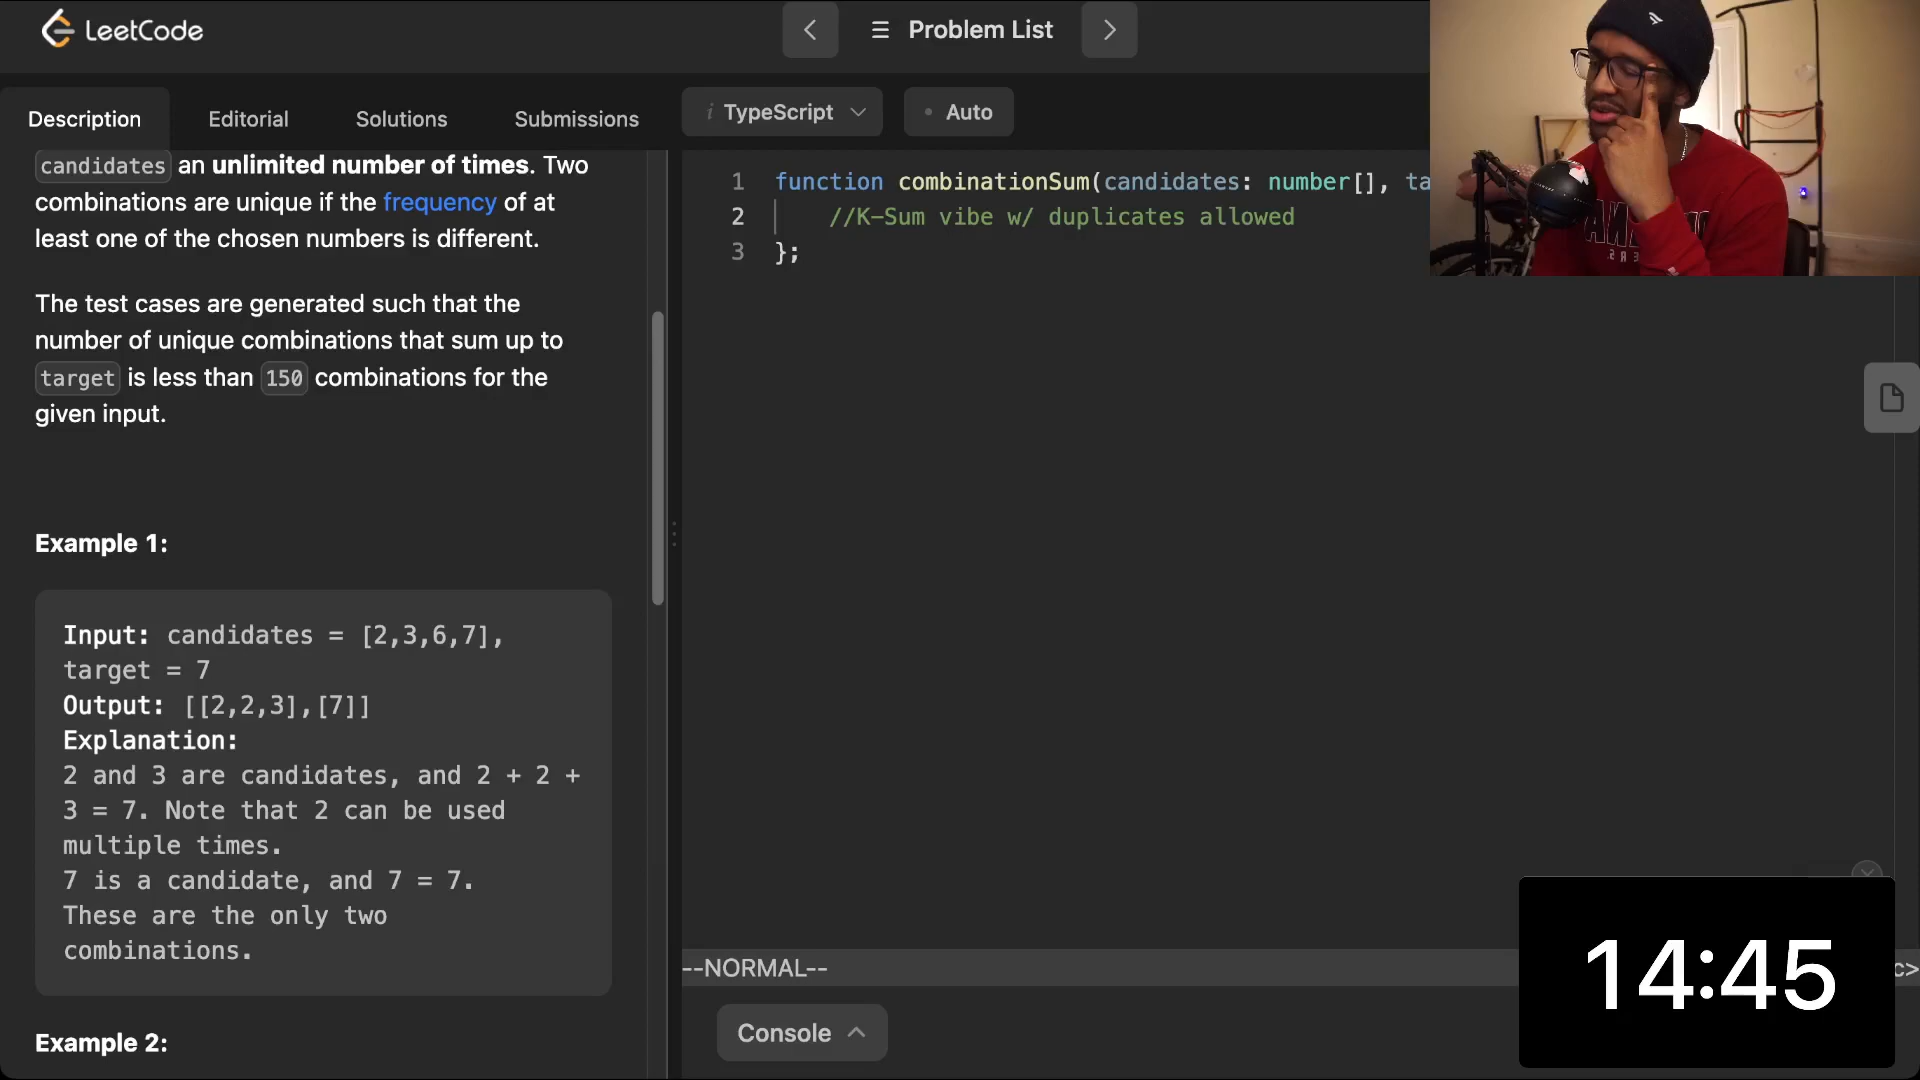 LeetCode
Problem List
Description
Editorial
Solutions
Submissions
TypeScript
Auto
candidates an unlimited number of times. Two
combinations are unique if the frequency of at
least one of the chosen numbers is different.
The test cases are generated such that the
number of unique combinations that sum up to
target is less than 150 combinations for the
given input.
Example 1:
Input: candidates = [2,3,6,7],
target = 7
Output: [[2,2,3],[7]]
Explanation:
2 and 3 are candidates, and 2 + 2 +
3 = 7. Note that 2 can be used
multiple times.
7 is a candidate, and 7 = 7.
These are the only two
combinations.
Example 2:
1 function combinationSum(candidates: number[], ta
2 //K-Sum vibe w/ duplicates allowed
3 };
--NORMAL--
c>
Console
14:45